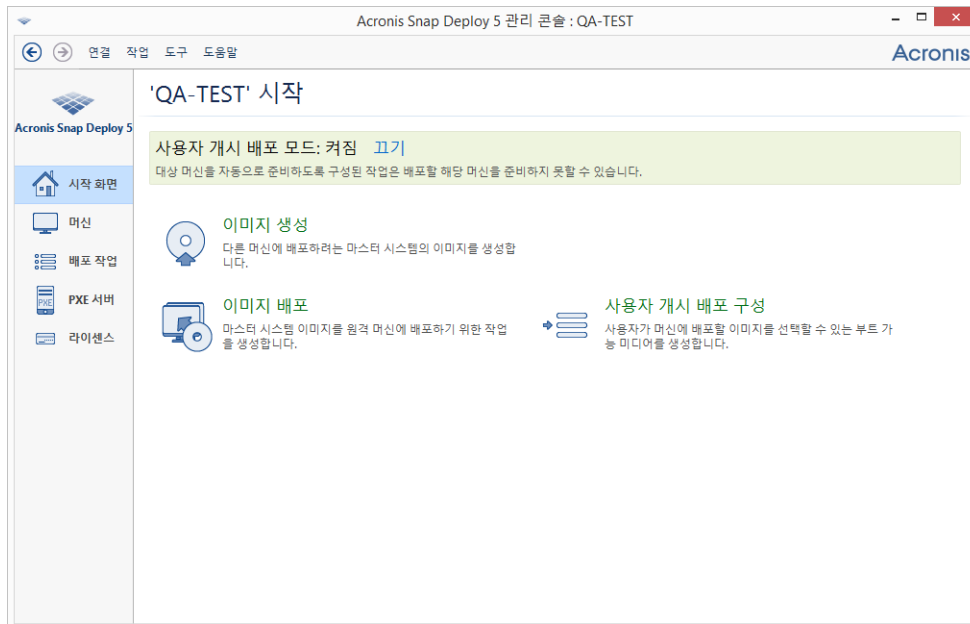 Acronis Snap Deploy 5 관리 콘솔 : QA-TEST
연결 작업 도구 도움말
Acronis
Acronis Snap Deploy 5
시작 화면
머신
배포 작업
PXE
PXE 서버
라이센스
'QA-TEST' 시작
사용자 개시 배포 모드: 켜짐 끄기
대상 머신을 자동으로 준비하도록 구성된 작업은 배포할 해당 머신을 준비하지 못할 수 있습니다.
이미지 생성
다른 머신에 배포하려는 마스터 시스템의 이미지를 생성합
니다.
이미지 배포
마스터 시스템 이미지를 원격 머신에 배포하기 위한 작업
을 생성합니다.
사용자 개시 배포 구성
사용자가 머신에 배포할 이미지를 선택할 수 있는 부트 가
능 미디어를 생성합니다.